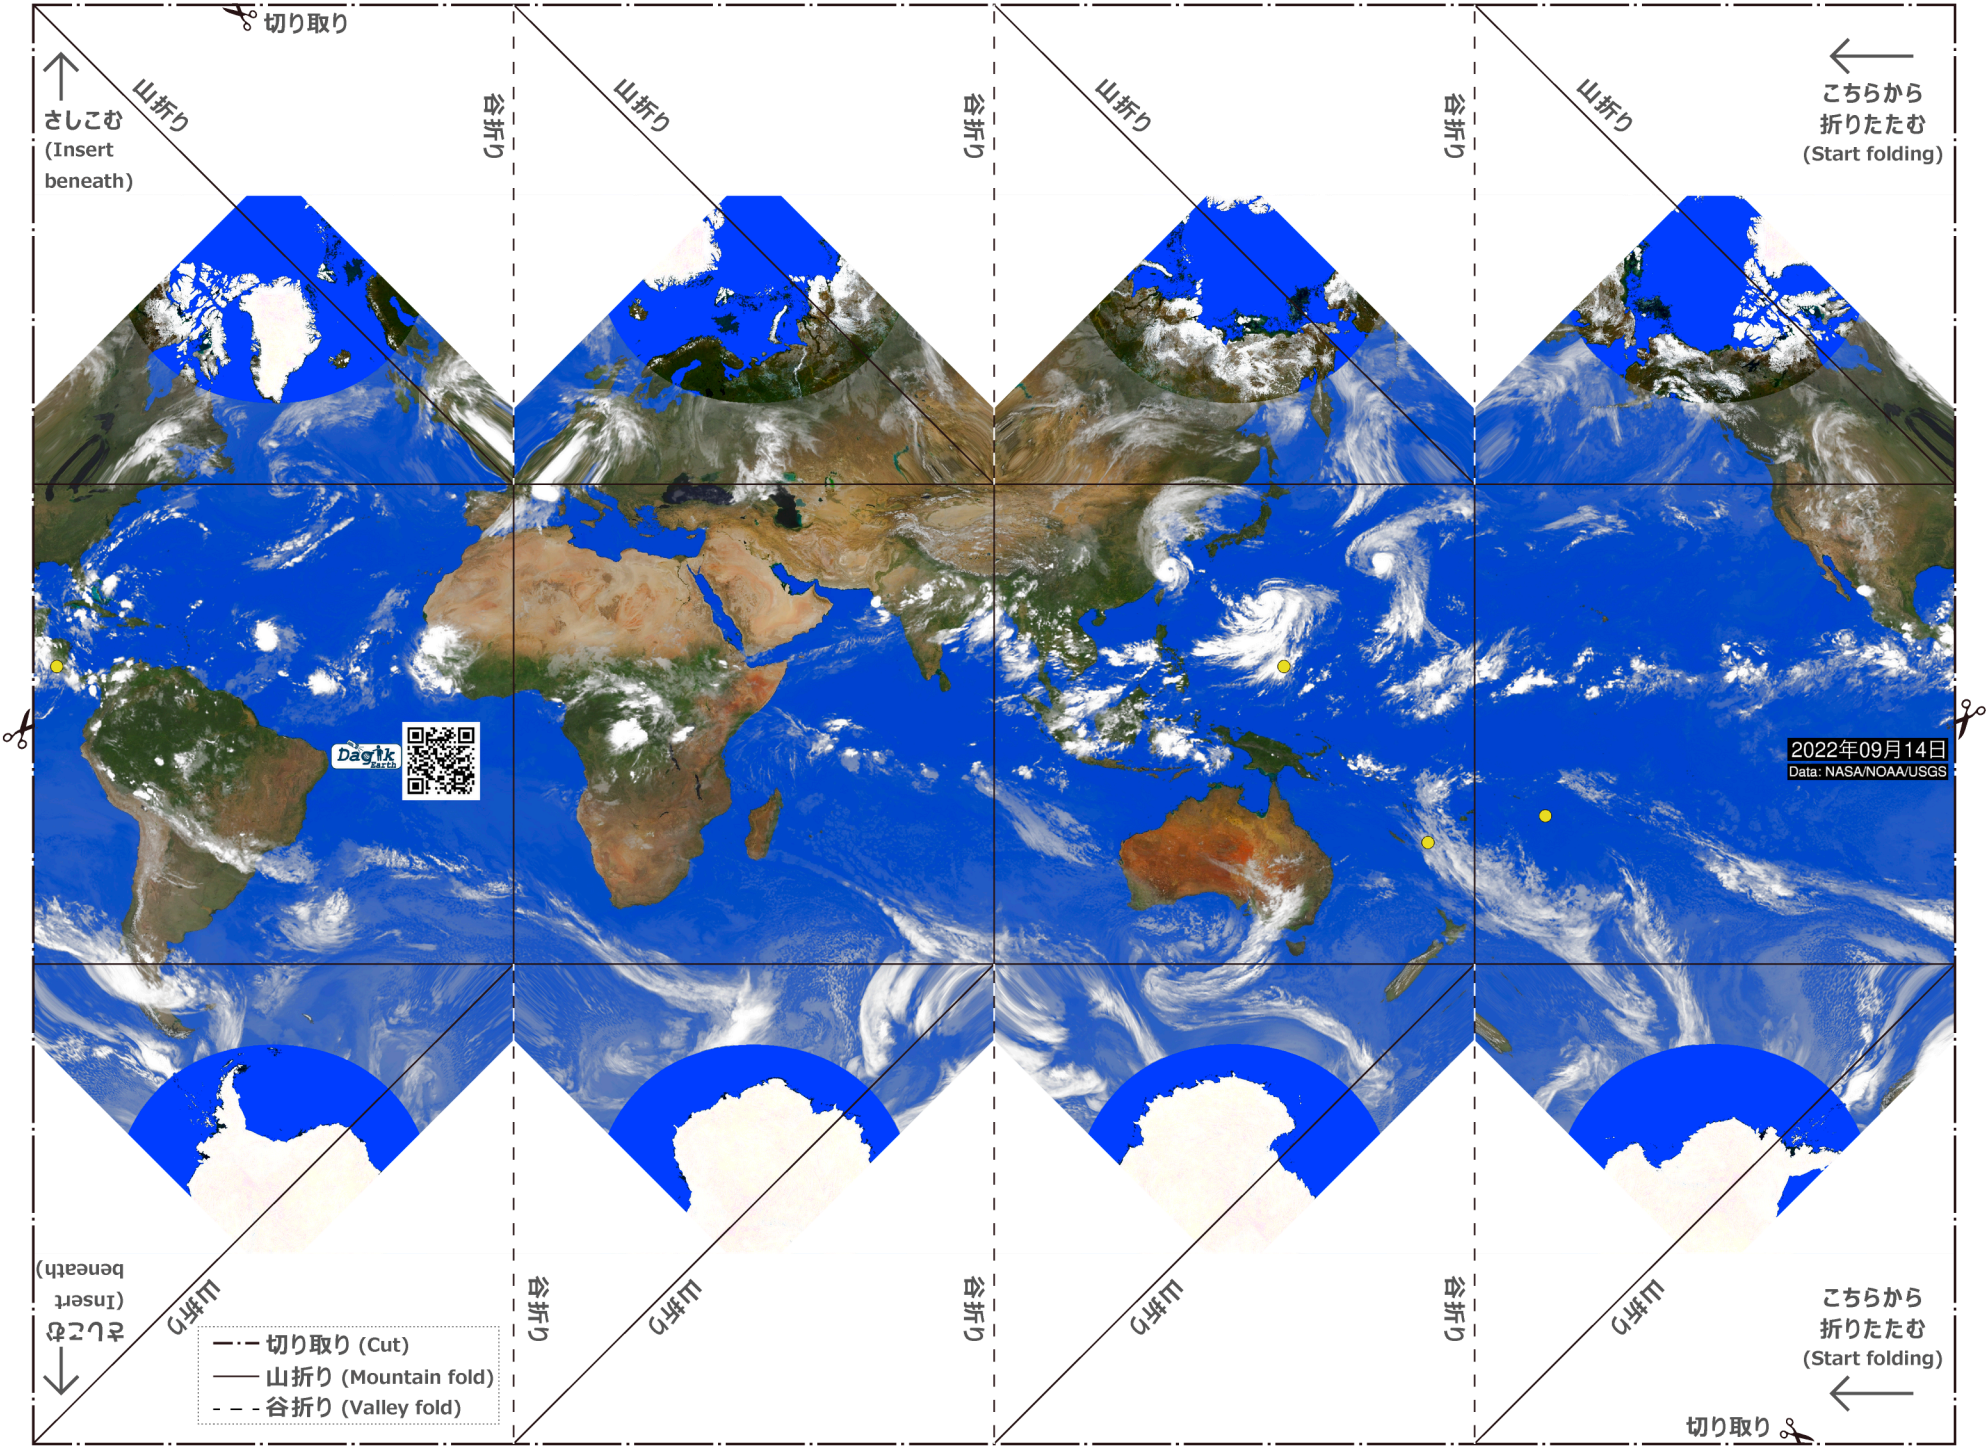 切り取り
山折り
谷折り
山折り
谷折り
山折り
谷折り
山折り
さしこむ
(Insert
beneath)
こちらから
折りたたむ
(Start folding)
Dagik
Earth
2022年09月14日
Data: NASA/NOAA/USGS
さしこむ
(Insert
beneath)
山折り
谷折り
山折り
谷折り
山折り
谷折り
山折り
こちらから
折りたたむ
(Start folding)
切り取り (Cut)
山折り (Mountain fold)
谷折り (Valley fold)
切り取り